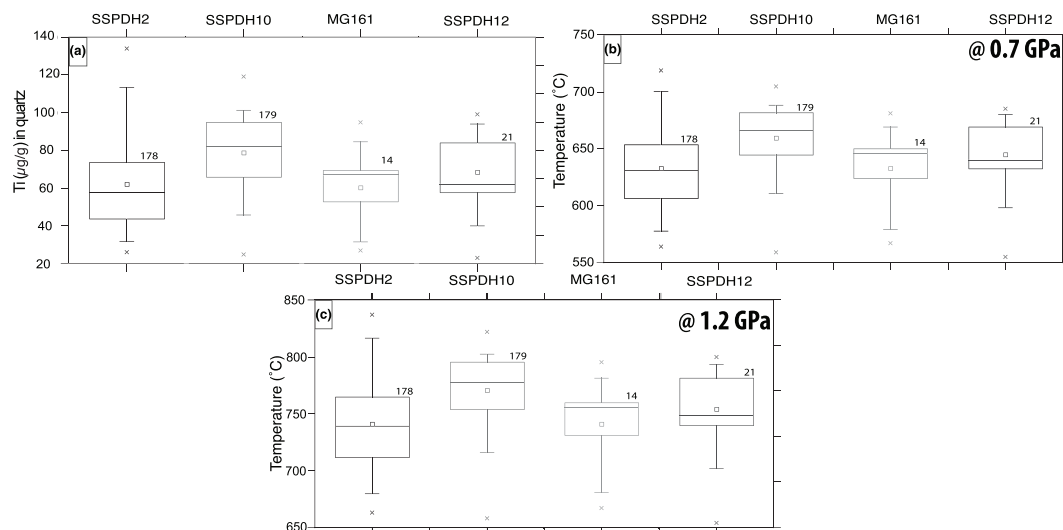 SSPDH2 SSPDH10 MG161 SSPDH12
(a)
Ti (µg/g) in quartz
140
120
100
80
60
40
20
178
179
14
21
SSPDH2 SSPDH10 MG161 SSPDH12
(b)
@ 0.7 GPa
Temperature (˚C)
750
700
650
600
550
178
179
14
21
SSPDH2 SSPDH10 MG161 SSPDH12
(c)
@ 1.2 GPa
Temperature (˚C)
850
800
750
700
650
178
179
14
21